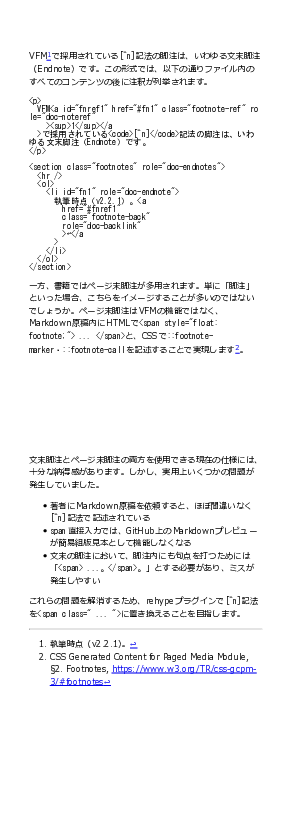 VFM1で採用されている[^n]記法の脚注は、いわゆる文末脚注
（Endnote）です。この形式では、以下の通りファイル内の
すべてのコンテンツの後に注釈が列挙されます。
<p>
VFM<a id="fnref1" href="#fn1" class="footnote-ref" ro
le="doc-noteref"
><sup>1</sup></a
>で採用されている<code>[^n]</code>記法の脚注は、いわ
ゆる文末脚注（Endnote）です。
</p>
<section class="footnotes" role="doc-endnotes">
<hr />
<ol>
<li id="fn1" role="doc-endnote">
執筆時点（v2.2.1）。<a
href="#fnref1"
class="footnote-back"
role="doc-backlink"
>↩</a
>
</li>
</ol>
</section>
一方、書籍ではページ末脚注が多用されます。単に「脚注」
といった場合、こちらをイメージすることが多いのではない
でしょうか。ページ末脚注はVFMの機能ではなく、
Markdown原稿内にHTMLで<span style="float:
footnote;"> ... </span>と、CSSで::footnote-
marker・::footnote-callを記述することで実現します2。
文末脚注とページ末脚注の両方を使用できる現在の仕様には、
十分な納得感があります。しかし、実用上いくつかの問題が
発生していました。
• 著者にMarkdown原稿を依頼すると、ほぼ間違いなく
[^n]記法で記述されている
• span直接入力では、GitHub上のMarkdownプレビュー
が簡易組版見本として機能しなくなる
• 文末の脚注において、脚注内にも句点を打つためには
「<span> ...。</span>。」とする必要があり、ミスが
発生しやすい
これらの問題を解消するため、rehypeプラグインで[^n]記法
を<span class=" ... ">に置き換えることを目指します。
1. 執筆時点（v2.2.1）。↩
2. CSS Generated Content for Paged Media Module,
§2. Footnotes, https://www.w3.org/TR/css-gcpm-
3/#footnotes↩